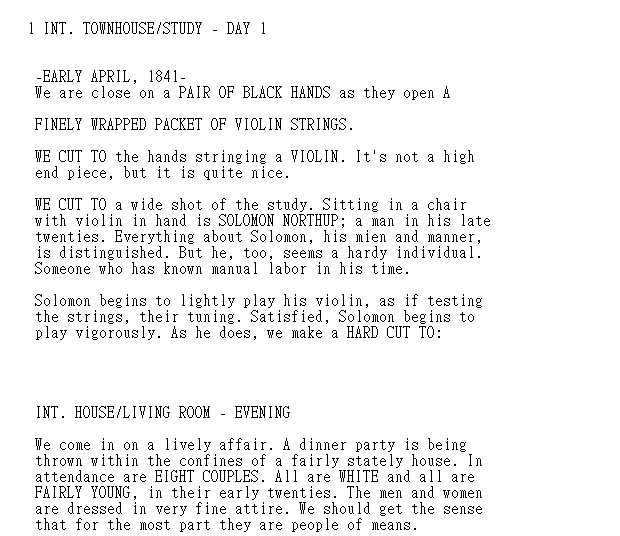 1 INT. TOWNHOUSE/STUDY - DAY 1
-EARLY APRIL, 1841-
We are close on a PAIR OF BLACK HANDS as they open A
FINELY WRAPPED PACKET OF VIOLIN STRINGS.
WE CUT TO the hands stringing a VIOLIN. It's not a high
end piece, but it is quite nice.
WE CUT TO a wide shot of the study. Sitting in a chair
with violin in hand is SOLOMON NORTHUP; a man in his late
twenties. Everything about Solomon, his mien and manner,
is distinguished. But he, too, seems a hardy individual.
Someone who has known manual labor in his time.
Solomon begins to lightly play his violin, as if testing
the strings, their tuning. Satisfied, Solomon begins to
play vigorously. As he does, we make a HARD CUT TO:
INT. HOUSE/LIVING ROOM - EVENING
We come in on a lively affair. A dinner party is being
thrown within the confines of a fairly stately house. In
attendance are EIGHT COUPLES. All are WHITE and all are
FAIRLY YOUNG, in their early twenties. The men and women
are dressed in very fine attire. We should get the sense
that for the most part they are people of means.